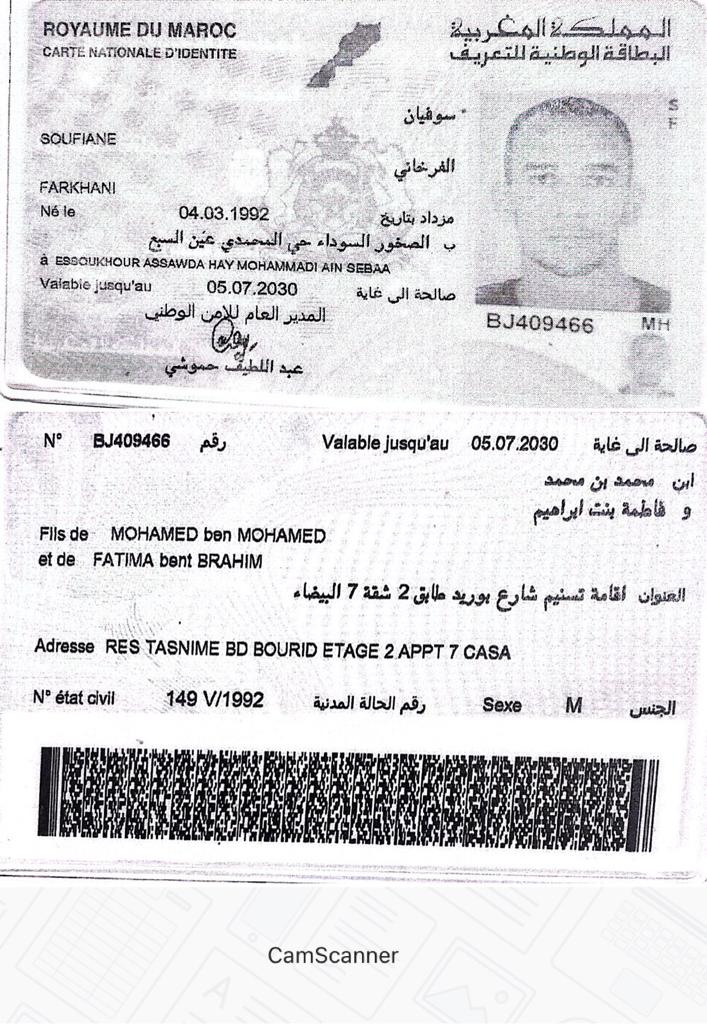 ROYAUME DU MAROC
المملكة المغربية
CARTE NATIONALE D'IDENTITE
البطاقة الوطنية للتعريف
سوفيان
SOUFIANE
الفرخاني
FARKHANI
Né le 04.03.1992 مزداد بتاريخ
ب الصخور السوداء حي المحمدي عين السبع
à ESSOUKHOUR ASSAWDA HAY MOHAMMADI AIN SEBAA
Valable jusqu'au 05.07.2030 صالحة الى غاية
المدير العام للامن الوطني
عبد اللطيف حموشي
BJ409466 MH
N° BJ409466 رقم Valable jusqu'au 05.07.2030 صالحة الى غاية
ابن محمد بن محمد
و فاطمة بنت ابراهيم
Fils de MOHAMED ben MOHAMED
et de FATIMA bent BRAHIM
العنوان اقامة تسنيم شارع بوريد طابق 2 شقة 7 البيضاء
Adresse RES TASNIME BD BOURID ETAGE 2 APPT 7 CASA
N° état civil 149 V/1992 رقم الحالة المدنية Sexe M الجنس
CamScanner